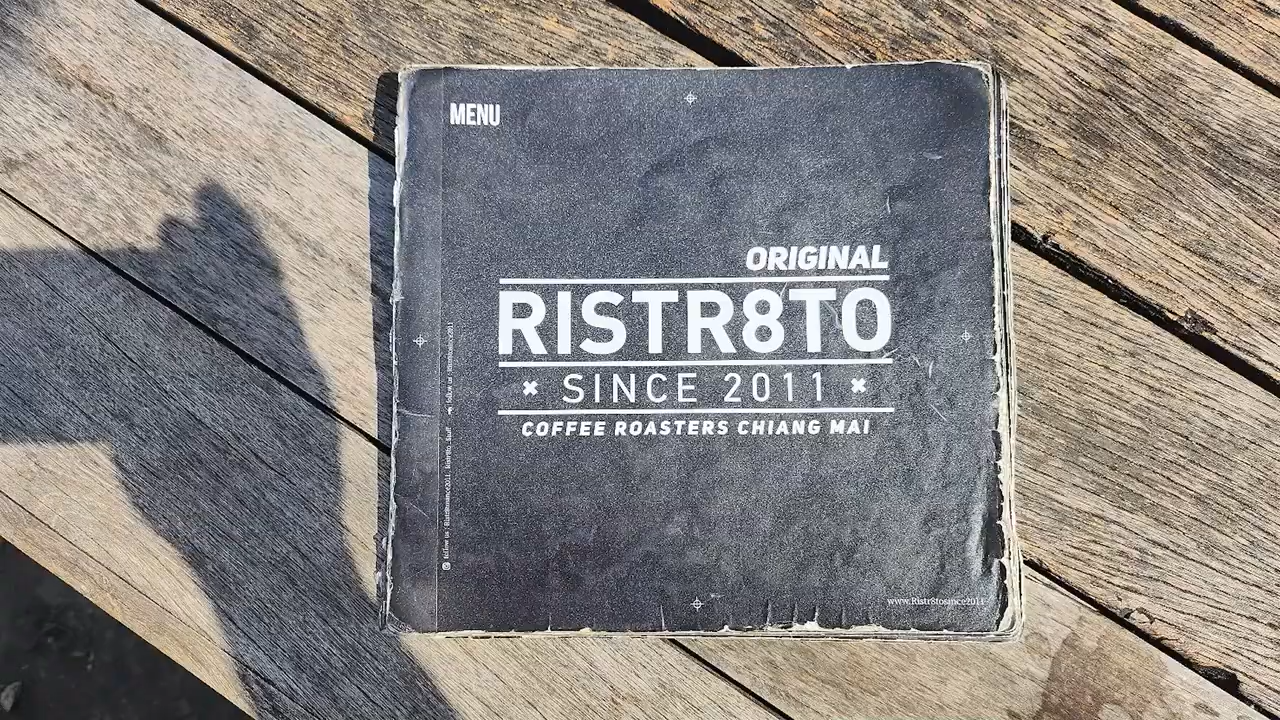 MENU
ORIGINAL
RISTR8TO
SINCE 2011
COFFEE ROASTERS CHIANG MAI
www.Ristr8tosince2011